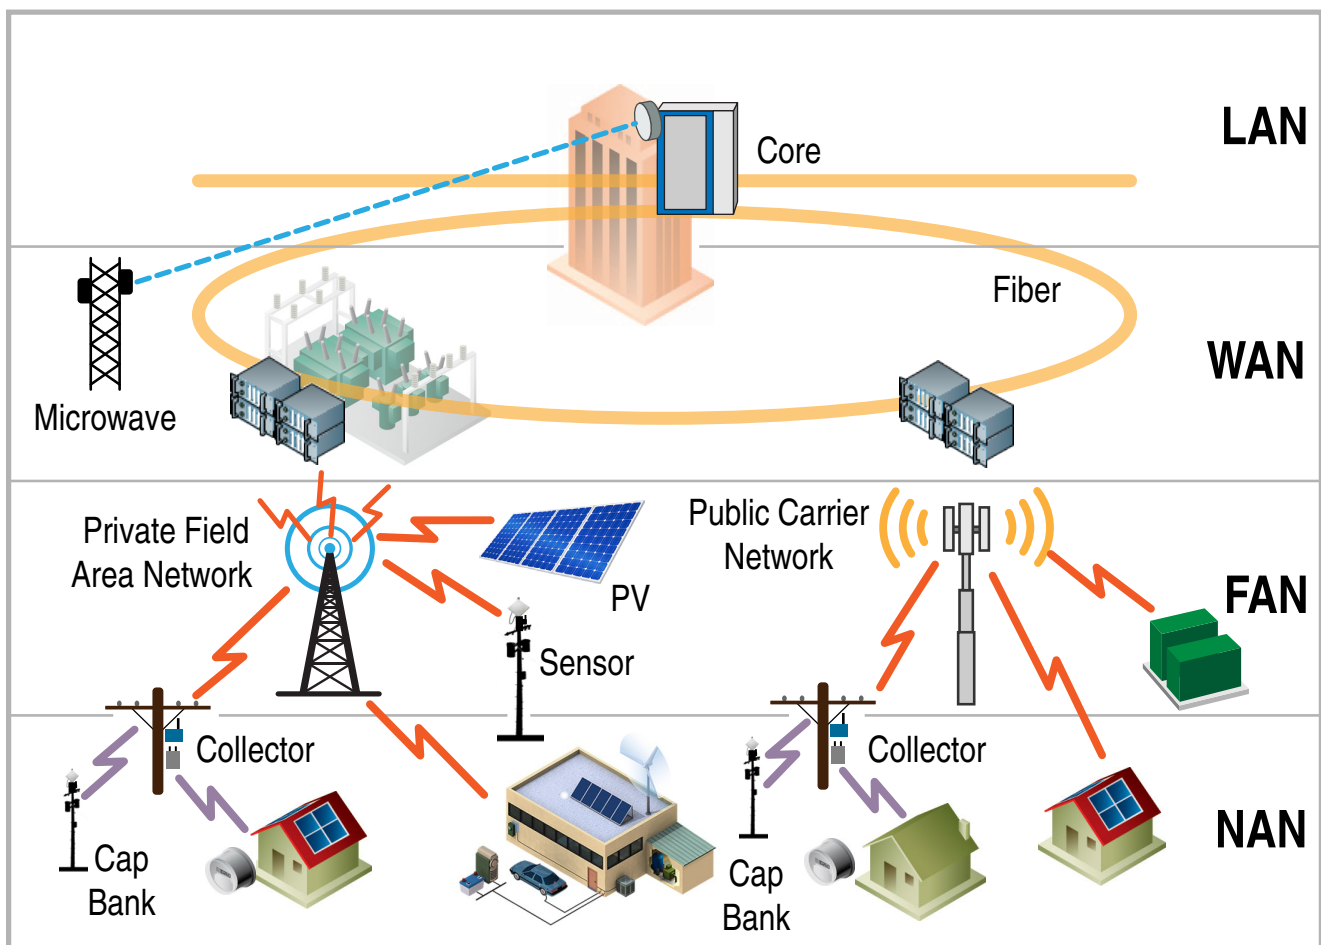 LAN
Core
Fiber
WAN
Microwave
Private Field
Area Network
PV
Sensor
Public Carrier
Network
FAN
Collector
Cap
Bank
Collector
Cap
Bank
NAN